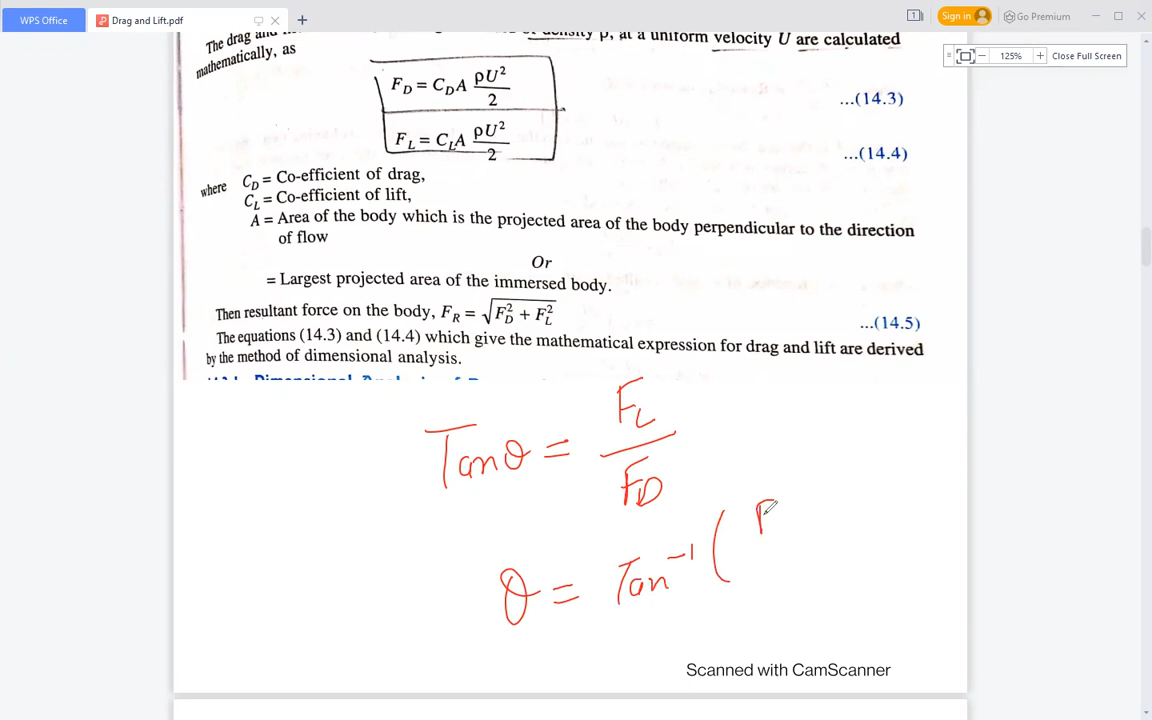 WPS Office
Drag and Lift.pdf
1
Sign in
Go Premium
125%
Close Full Screen
The drag and
density ρ, at a uniform velocity U are calculated
mathematically, as
F_D = C_D A ρU²/2 ...(14.3)
F_L = C_L A ρU²/2 ...(14.4)
where C_D = Co-efficient of drag,
C_L = Co-efficient of lift,
A = Area of the body which is the projected area of the body perpendicular to the direction
of flow
Or
= Largest projected area of the immersed body.
Then resultant force on the body, F_R = √(F_D² + F_L²) ...(14.5)
The equations (14.3) and (14.4) which give the mathematical expression for drag and lift are derived
by the method of dimensional analysis.
Tanθ = F_L/F_D
θ = Tan⁻¹ ( F
Scanned with CamScanner